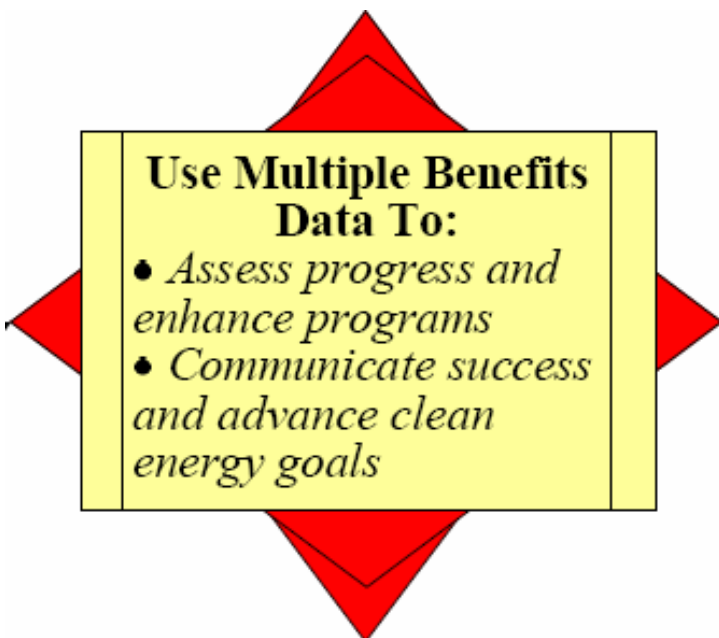 Use Multiple Benefits
Data To:
● Assess progress and
enhance programs
● Communicate success
and advance clean
energy goals